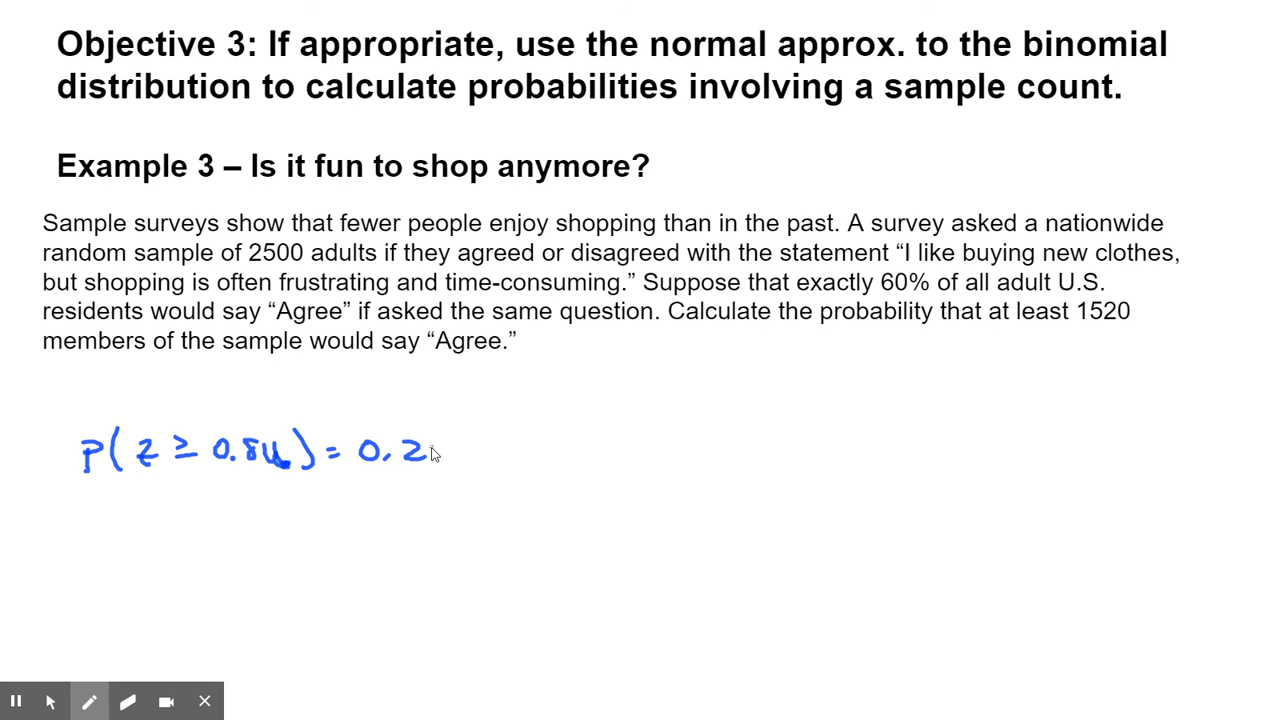 Objective 3: If appropriate, use the normal approx. to the binomial
distribution to calculate probabilities involving a sample count.
Example 3 – Is it fun to shop anymore?
Sample surveys show that fewer people enjoy shopping than in the past. A survey asked a nationwide
random sample of 2500 adults if they agreed or disagreed with the statement “I like buying new clothes,
but shopping is often frustrating and time-consuming.” Suppose that exactly 60% of all adult U.S.
residents would say “Agree” if asked the same question. Calculate the probability that at least 1520
members of the sample would say “Agree.”
P(Z ≥ 0.82) = 0.2